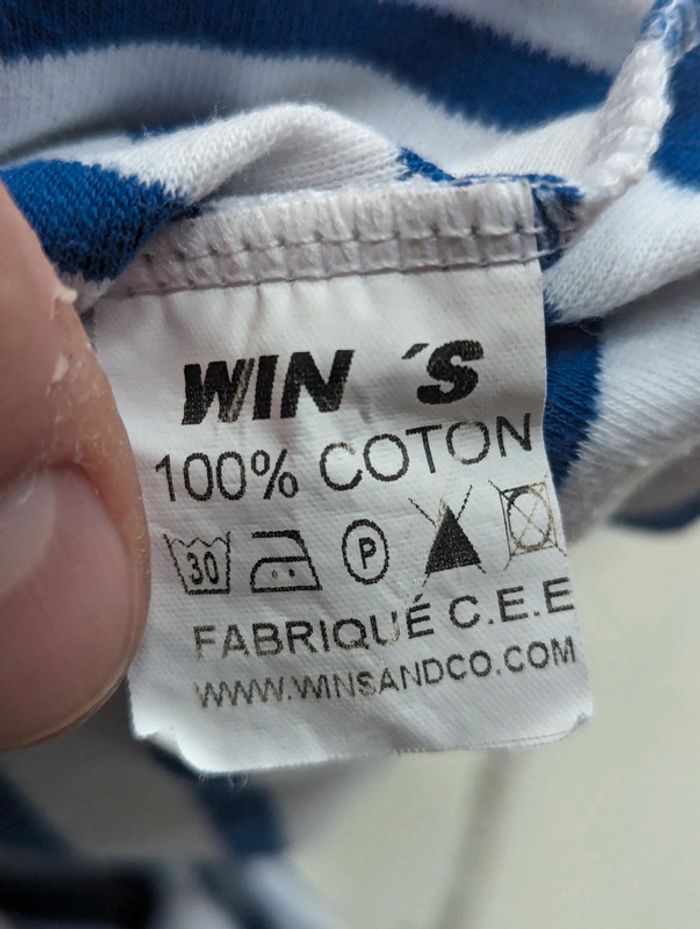 WIN ´S
100% COTON
30 P
FABRIQUÉ C.E.E
WWW.WINSANDCO.COM